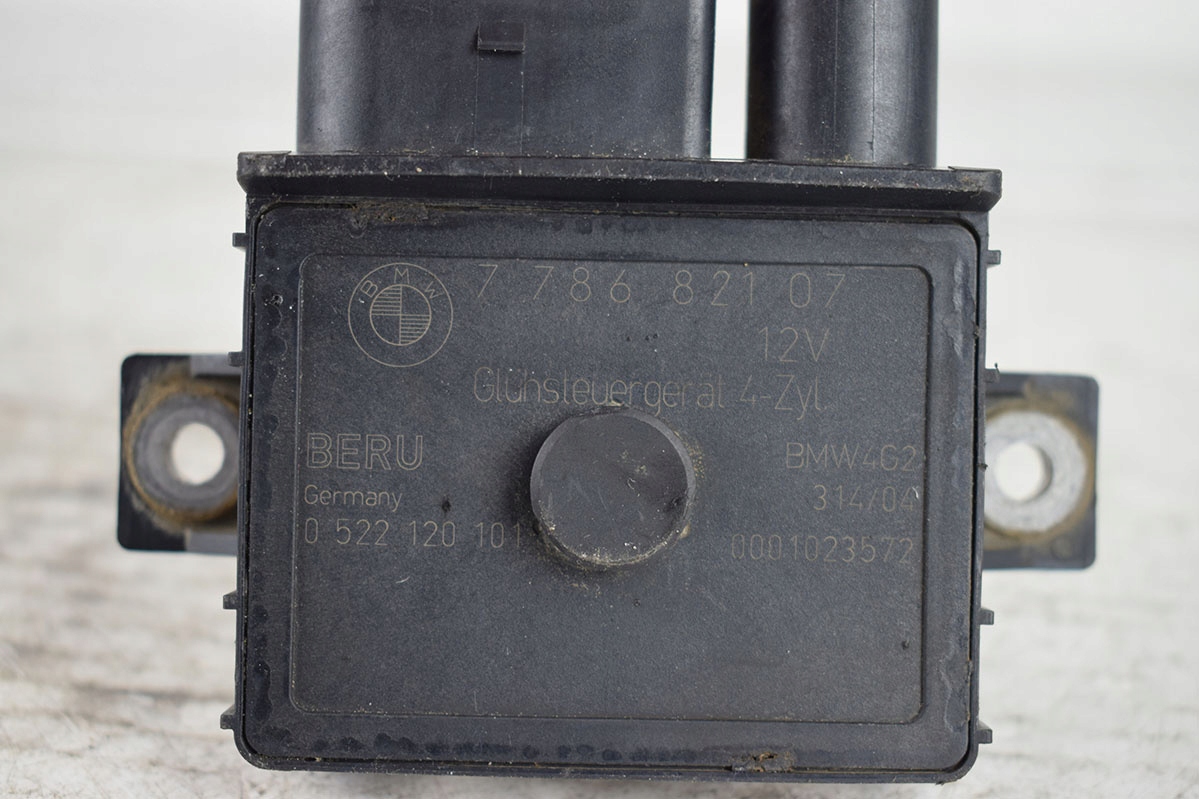 BMW
7 786 821 07
12V
Glühsteuergerät 4-Zyl
BERU
BMW4G2
Germany
314/04
0 522 120 101
0001023572